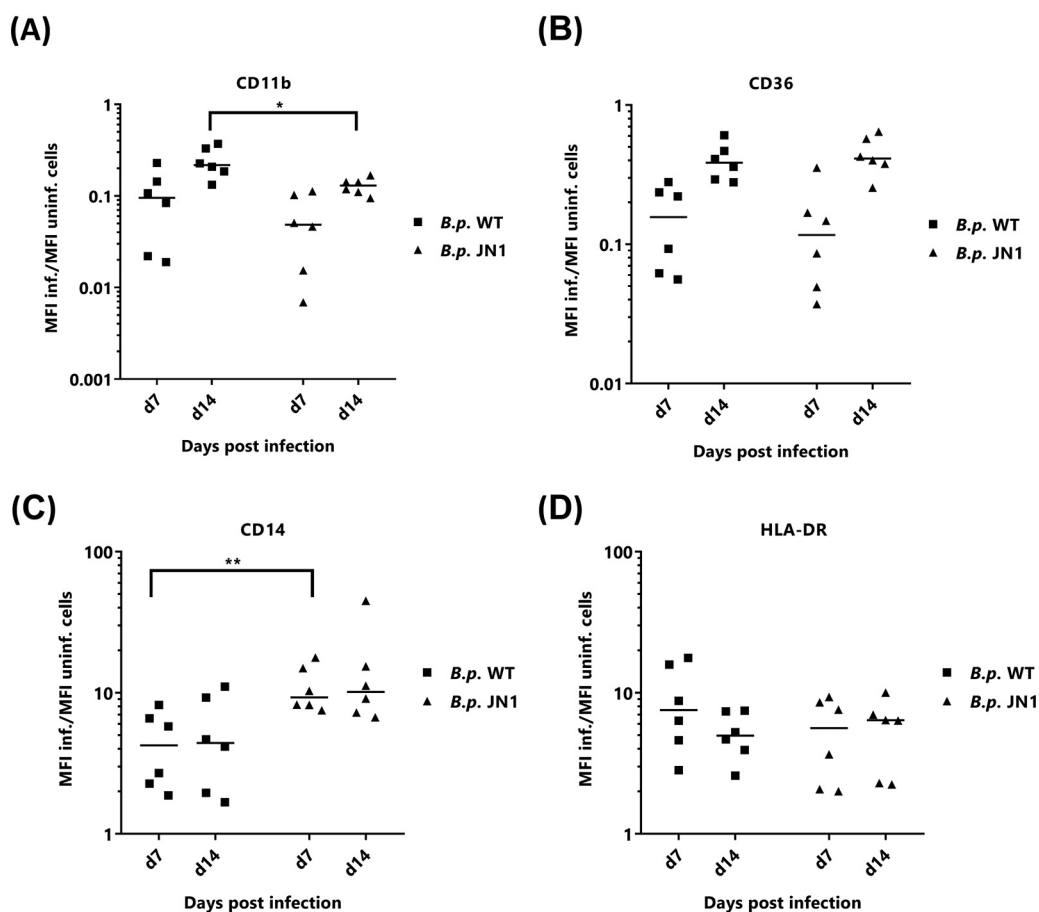 (A)
CD11b
MFI inf./MFI uninf. cells
1
0.1
0.01
0.001
*
d7
d14
d7
d14
Days post infection
B.p. WT
B.p. JN1
(B)
CD36
MFI inf./MFI uninf. cells
1
0.1
0.01
d7
d14
d7
d14
Days post infection
B.p. WT
B.p. JN1
(C)
CD14
MFI inf./MFI uninf. cells
100
10
1
**
d7
d14
d7
d14
Days post infection
B.p. WT
B.p. JN1
(D)
HLA-DR
MFI inf./MFI uninf. cells
100
10
1
d7
d14
d7
d14
Days post infection
B.p. WT
B.p. JN1